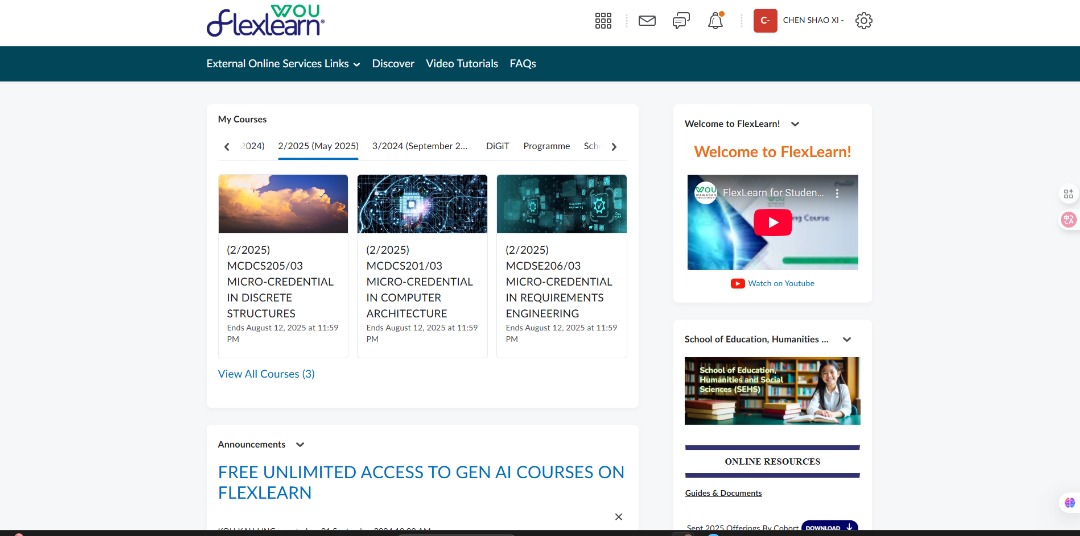 WOU
flexlearn
C-
CHEN SHAO XI -
External Online Services Links
Discover
Video Tutorials
FAQs
My Courses
2024)
2/2025 (May 2025)
3/2024 (September 2...
DiGiT
Programme
Sch
(2/2025)
MCDCS205/03
MICRO-CREDENTIAL
IN DISCRETE
STRUCTURES
Ends August 12, 2025 at 11:59
PM
(2/2025)
MCDCS201/03
MICRO-CREDENTIAL
IN COMPUTER
ARCHITECTURE
Ends August 12, 2025 at 11:59
PM
(2/2025)
MCDSE206/03
MICRO-CREDENTIAL
IN REQUIREMENTS
ENGINEERING
Ends August 12, 2025 at 11:59
PM
View All Courses (3)
Announcements
FREE UNLIMITED ACCESS TO GEN AI COURSES ON
FLEXLEARN
Welcome to FlexLearn!
Welcome to FlexLearn!
WOU
FlexLearn for Studen...
ng Course
Watch on Youtube
School of Education, Humanities ...
School of Education,
Humanities and Social
Sciences (SEHS)
ONLINE RESOURCES
Guides & Documents
Sept 2025 Offerings By Cohort
DOWNLOAD